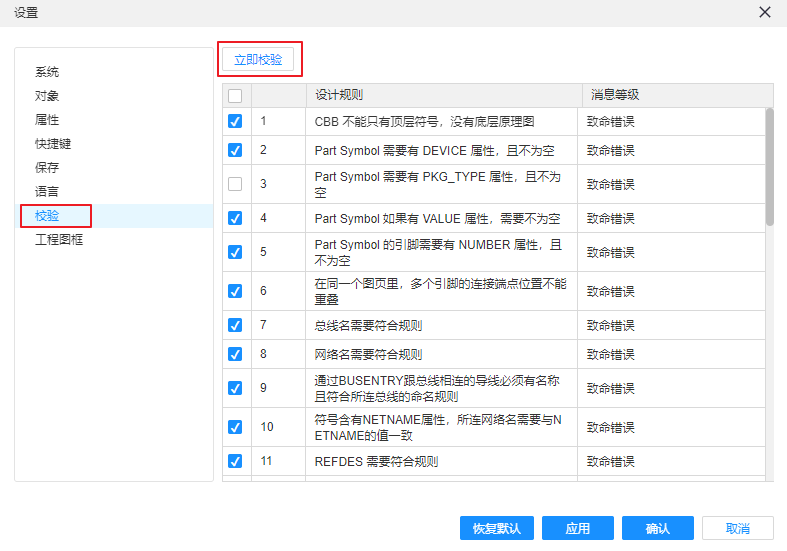 设置
系统
对象
属性
快捷键
保存
语言
校验
工程图框
立即校验
设计规则 消息等级
1 CBB 不能只有顶层符号，没有底层原理图 致命错误
2 Part Symbol 需要有 DEVICE 属性，且不为空 致命错误
3 Part Symbol 需要有 PKG_TYPE 属性，且不为 致命错误
空
4 Part Symbol 如果有 VALUE 属性，需要不为空 致命错误
5 Part Symbol 的引脚需要有 NUMBER 属性，且 致命错误
不为空
6 在同一个图页里，多个引脚的连接端点位置不能 致命错误
重叠
7 总线名需要符合规则 致命错误
8 网络名需要符合规则 致命错误
9 通过BUSENTRY跟总线相连的导线必须有名称 致命错误
且符合所连总线的命名规则
10 符号含有NETNAME属性，所连网络名需要与N 致命错误
ETNAME的值一致
11 REFDES 需要符合规则 致命错误
恢复默认 应用 确认 取消